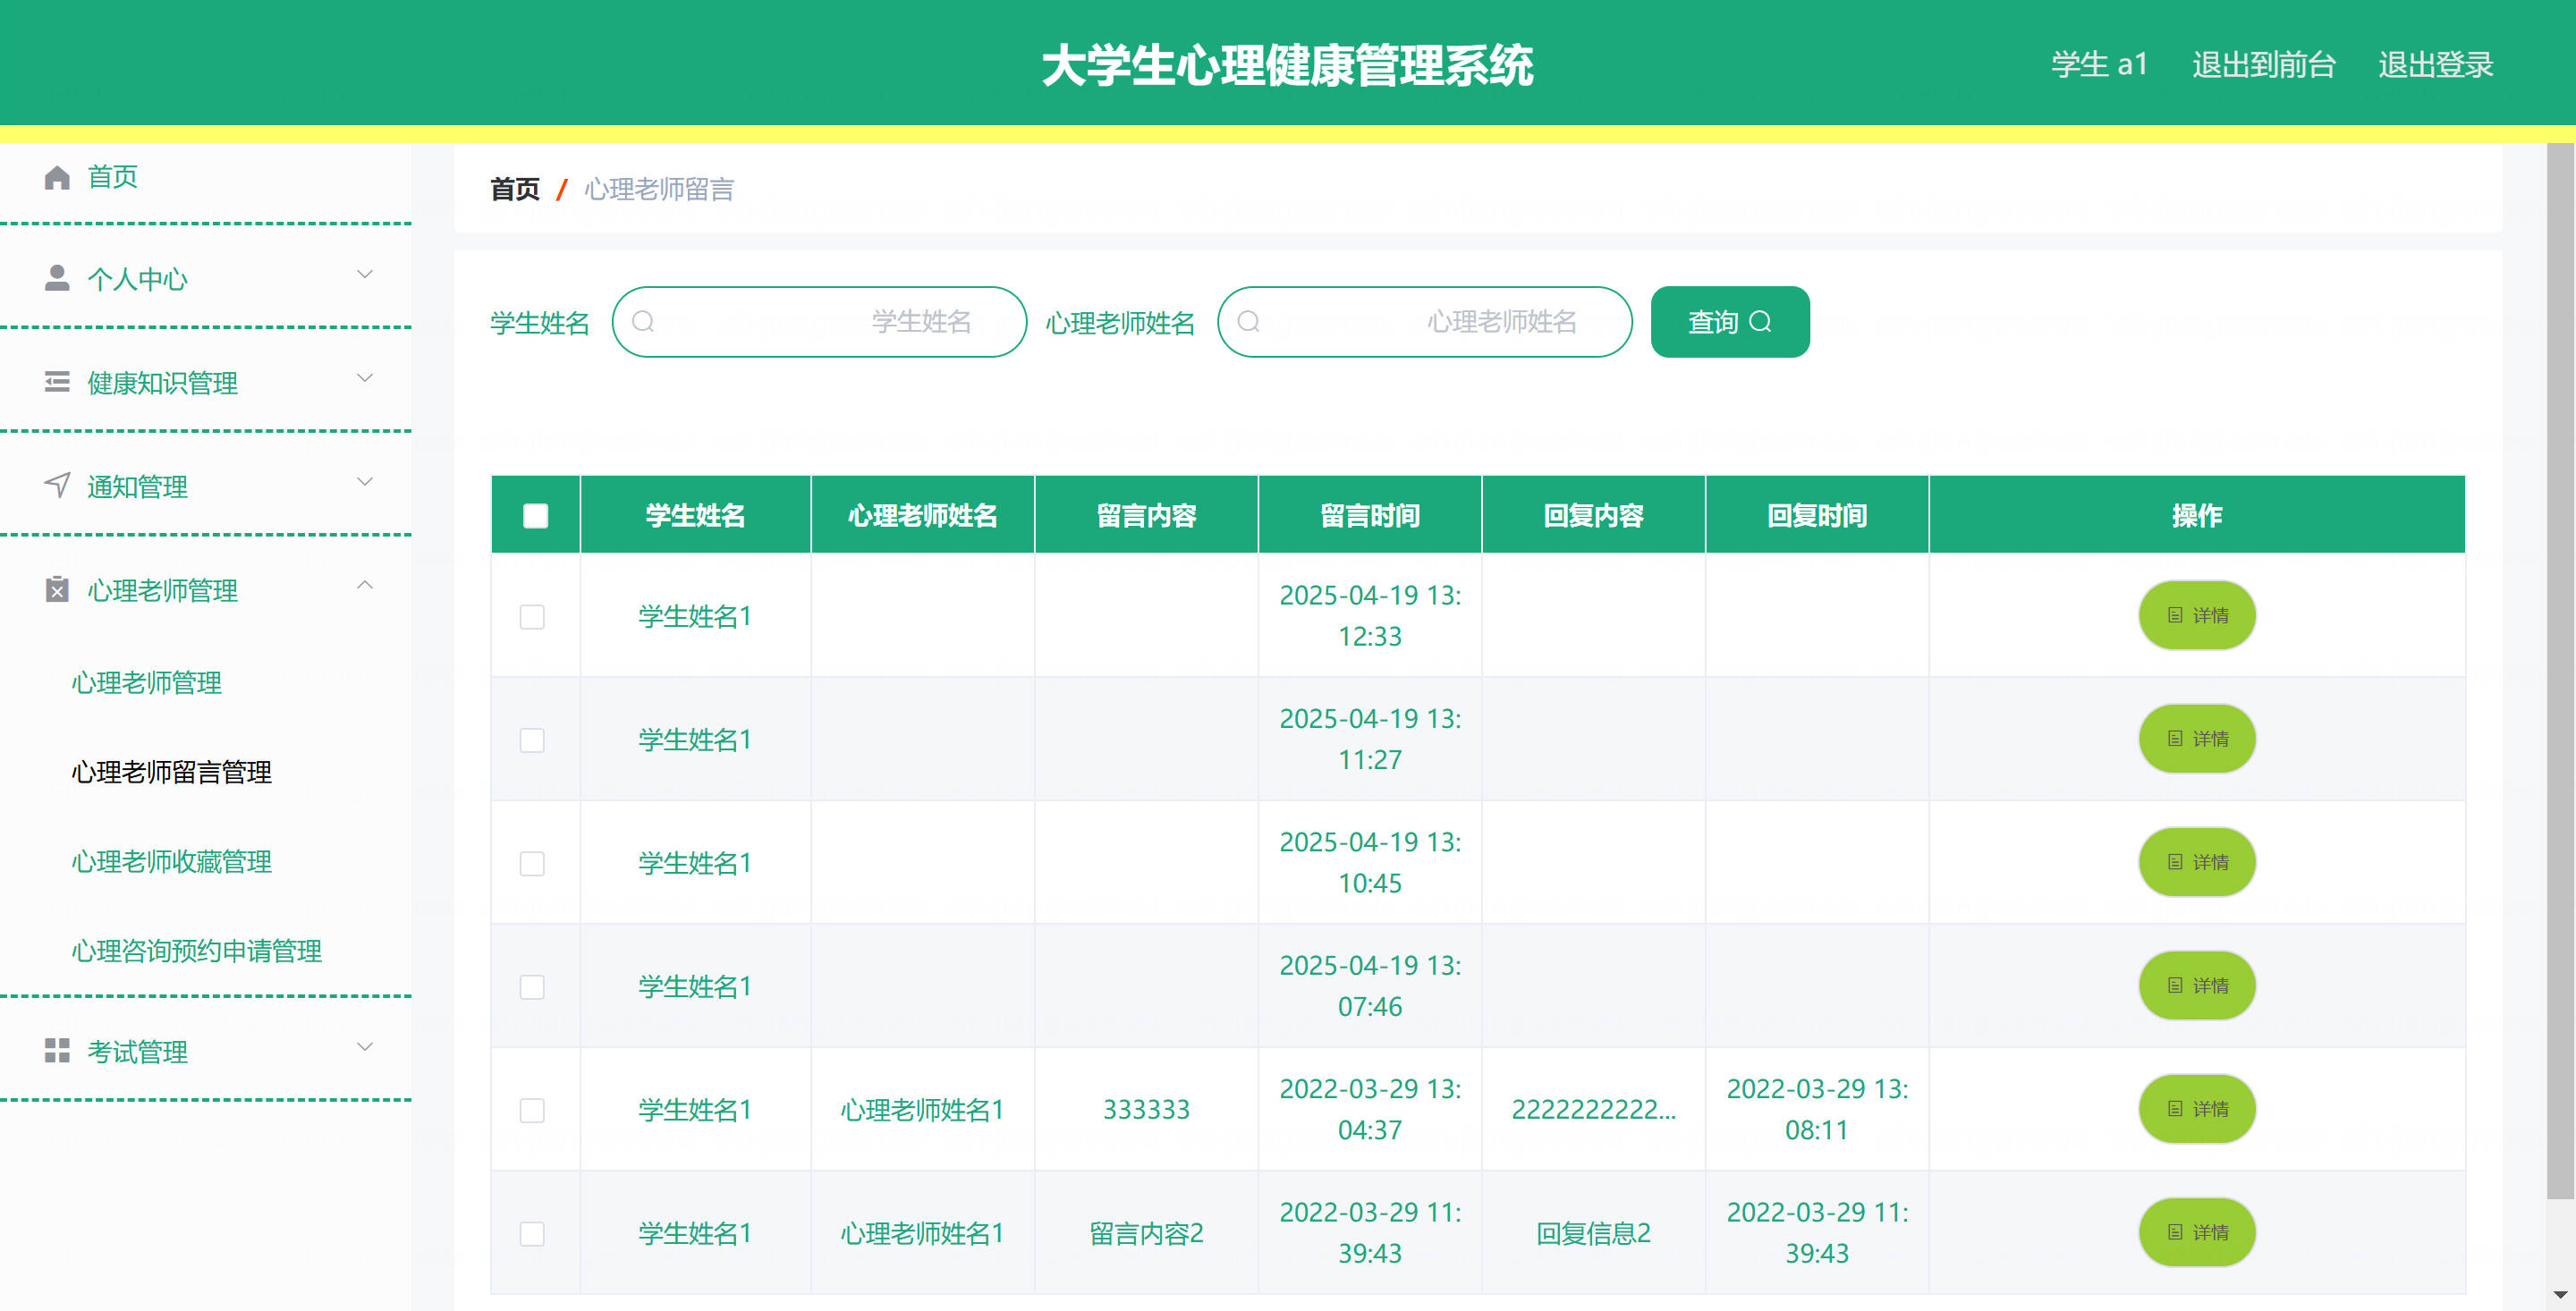 大学生心理健康管理系统
学生 a1 退出到前台 退出登录
首页
个人中心
健康知识管理
通知管理
心理老师管理
心理老师管理
心理老师留言管理
心理老师收藏管理
心理咨询预约申请管理
考试管理
首页 / 心理老师留言
学生姓名 学生姓名 心理老师姓名 心理老师姓名 查询
学生姓名 心理老师姓名 留言内容 留言时间 回复内容 回复时间 操作
学生姓名1 2025-04-19 13:
12:33 详情
学生姓名1 2025-04-19 13:
11:27 详情
学生姓名1 2025-04-19 13:
10:45 详情
学生姓名1 2025-04-19 13:
07:46 详情
学生姓名1 心理老师姓名1 333333 2022-03-29 13: 2222222222... 2022-03-29 13:
04:37 08:11 详情
学生姓名1 心理老师姓名1 留言内容2 2022-03-29 11: 回复信息2 2022-03-29 11:
39:43 39:43 详情